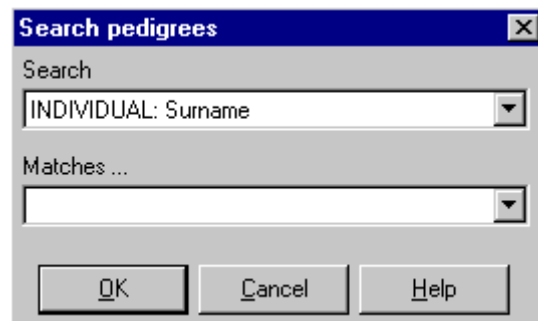 Search pedigrees
Search
INDIVIDUAL: Surname
Matches ...
OK Cancel Help